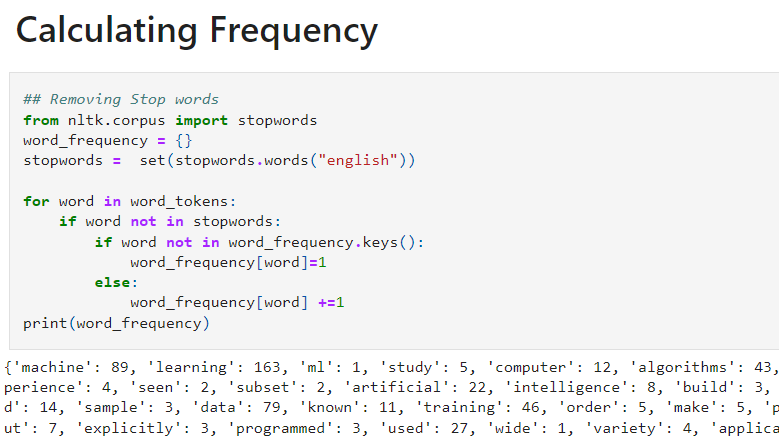 Calculating Frequency
## Removing Stop words
from nltk.corpus import stopwords
word_frequency = {}
stopwords =  set(stopwords.words("english"))
for word in word_tokens:
    if word not in stopwords:
        if word not in word_frequency.keys():
            word_frequency[word]=1
        else:
            word_frequency[word] +=1
print(word_frequency)
{'machine': 89, 'learning': 163, 'ml': 1, 'study': 5, 'computer': 12, 'algorithms': 43,
perience': 4, 'seen': 2, 'subset': 2, 'artificial': 22, 'intelligence': 8, 'build': 3,
d': 14, 'sample': 3, 'data': 79, 'known': 11, 'training': 46, 'order': 5, 'make': 5, 'p
ut': 7, 'explicitly': 3, 'programmed': 3, 'used': 27, 'wide': 1, 'variety': 4, 'applica